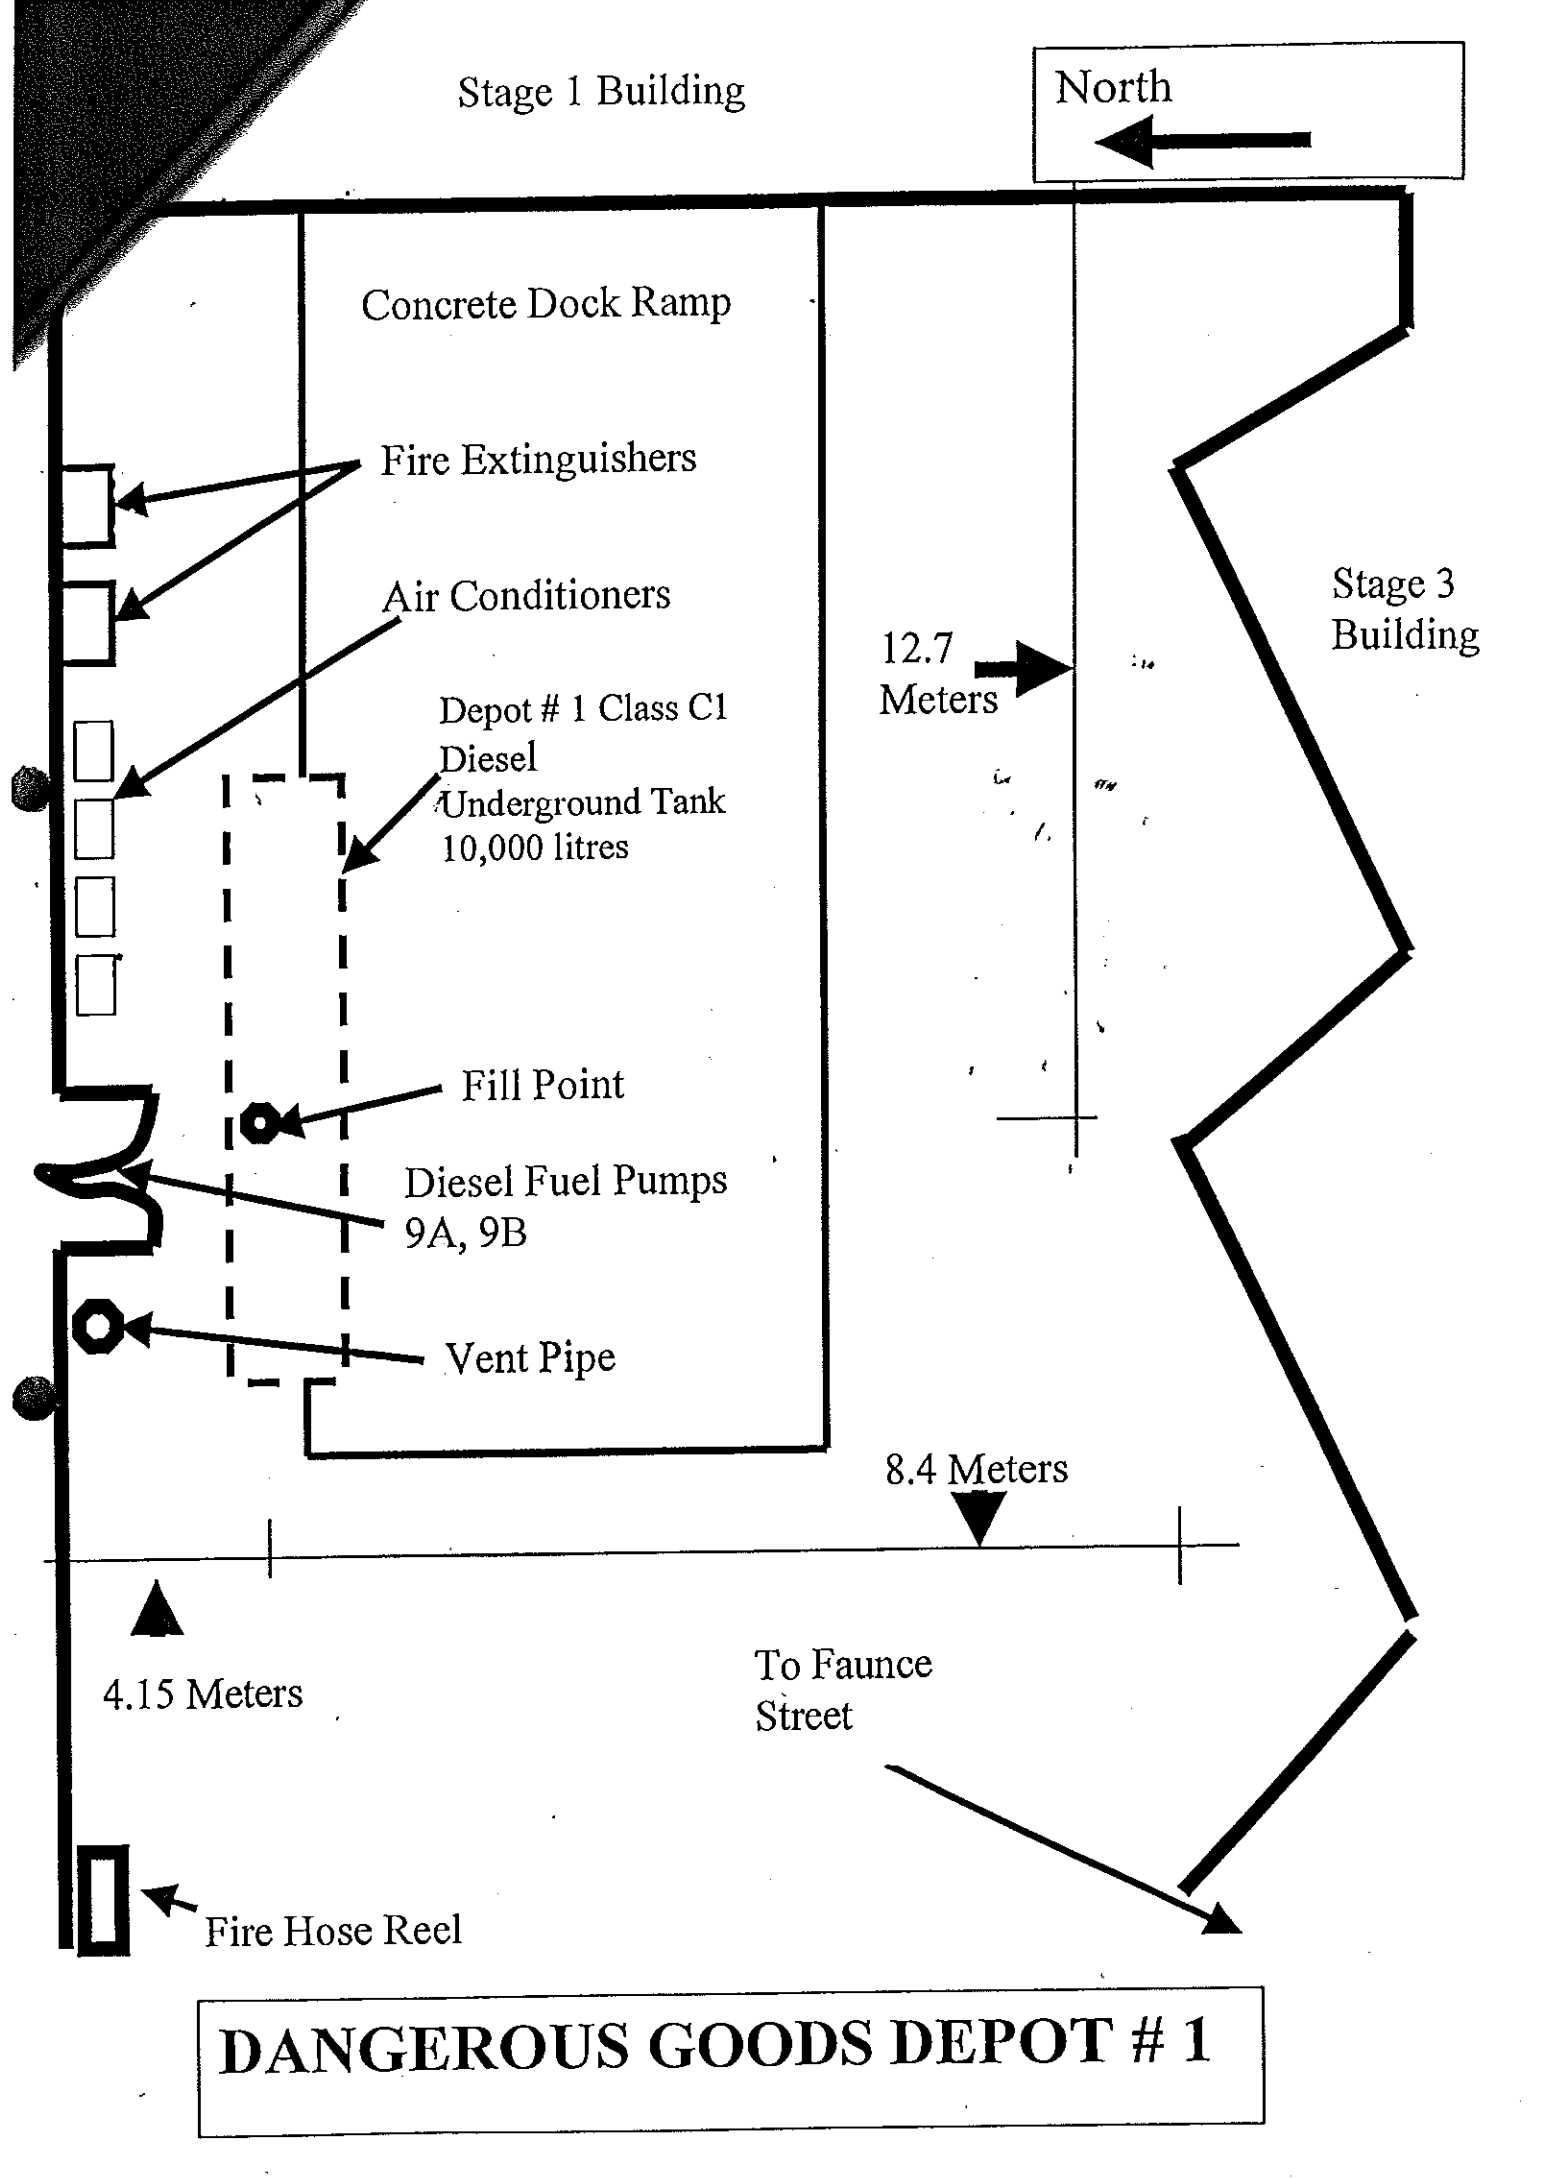 Stage 1 Building
North
Concrete Dock Ramp
Fire Extinguishers
Air Conditioners
Stage 3
Building
12.7
Meters
Depot # 1 Class C1
Diesel
Underground Tank
10,000 litres
Fill Point
Diesel Fuel Pumps
9A, 9B
Vent Pipe
8.4 Meters
4.15 Meters
To Faunce
Street
Fire Hose Reel
DANGEROUS GOODS DEPOT # 1